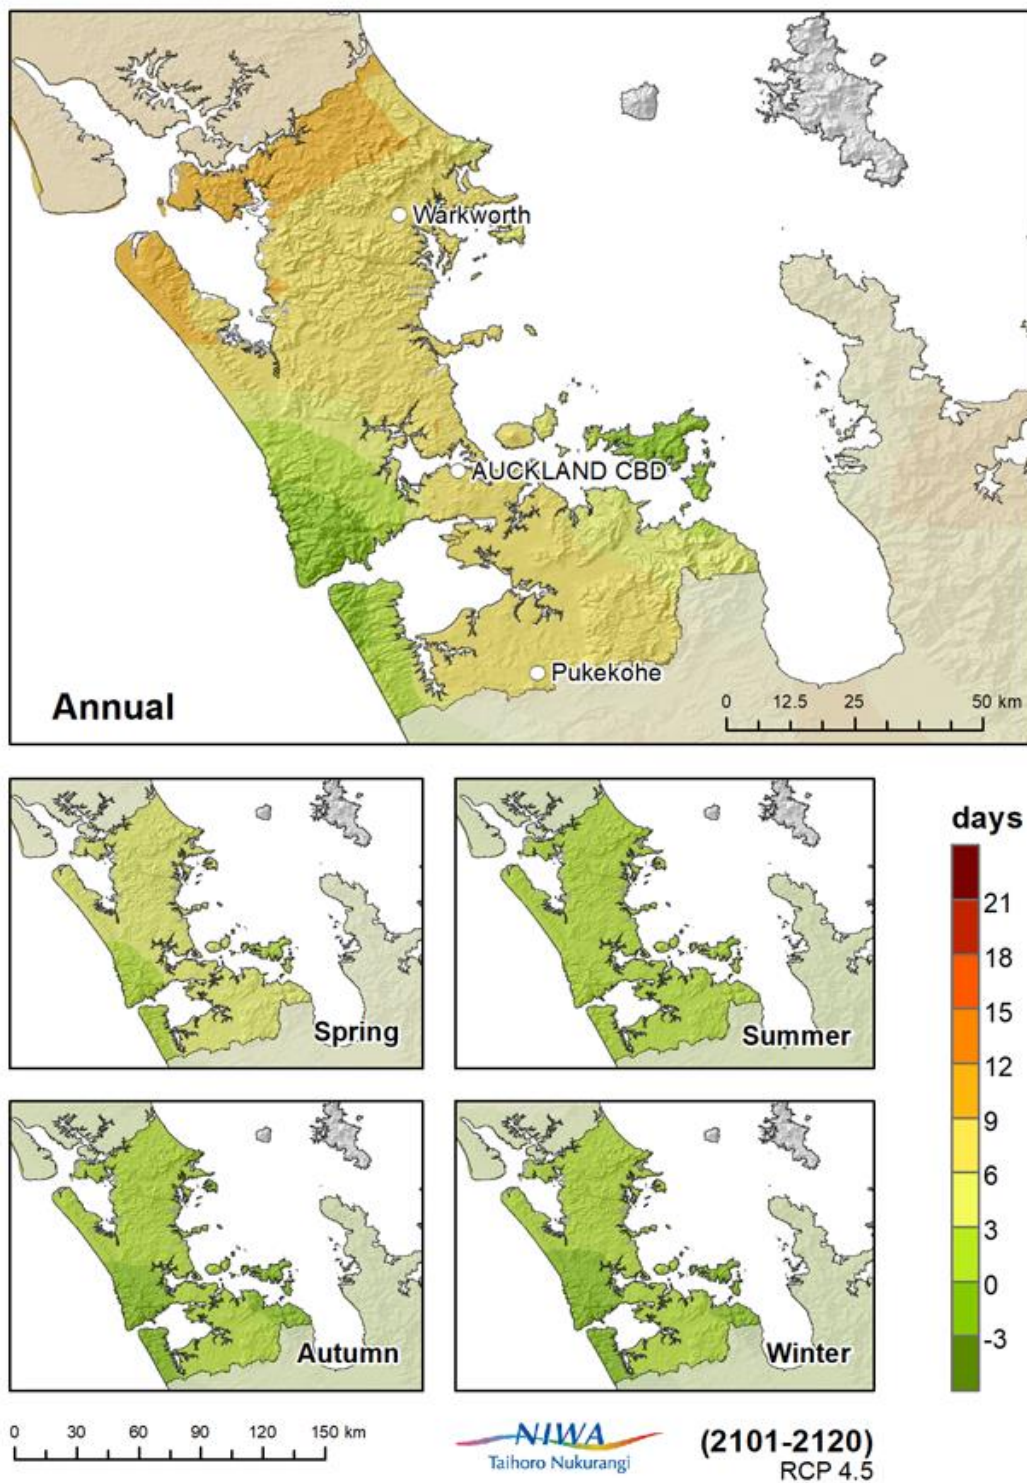 Warkworth
AUCKLAND CBD
Pukekohe
Annual
0 12.5 25 50 km
Spring
Summer
Autumn
Winter
days
21
18
15
12
9
6
3
0
-3
0 30 60 90 120 150 km
NIWA
Taihoro Nukurangi
(2101-2120)
RCP 4.5